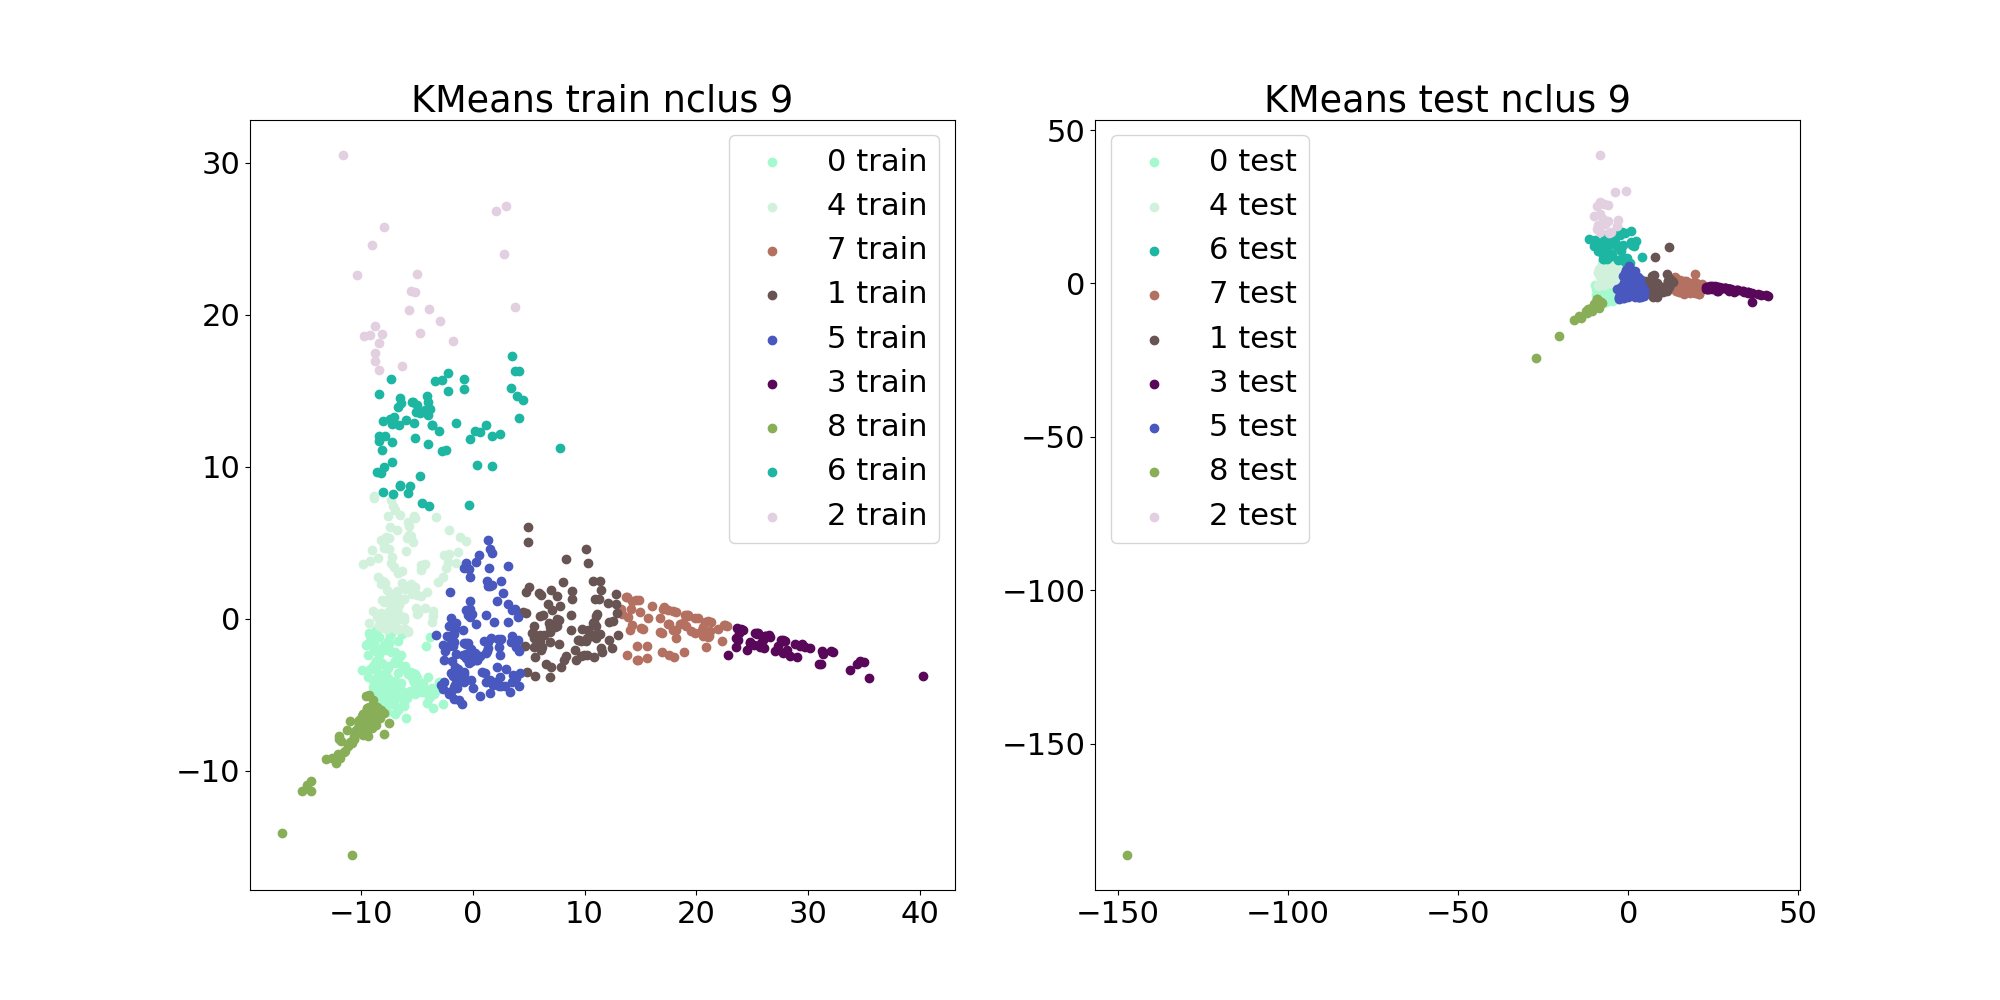 KMeans train nclus 9
30
20
10
0
−10
−10
0
10
20
30
40
0 train
4 train
7 train
1 train
5 train
3 train
8 train
6 train
2 train
KMeans test nclus 9
50
0
−50
−100
−150
−150
−100
−50
0
50
0 test
4 test
6 test
7 test
1 test
3 test
5 test
8 test
2 test